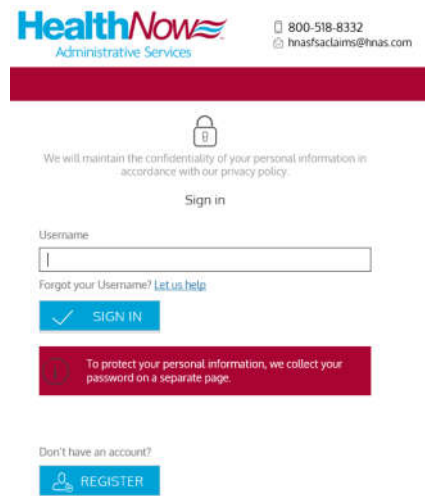 HealthNow
Administrative Services
800-518-8332
hnasfsaclaims@hnas.com
We will maintain the confidentiality of your personal information in
accordance with our privacy policy.
Sign in
Username
Forgot your Username? Let us help
SIGN IN
To protect your personal information, we collect your
password on a separate page.
Don't have an account?
REGISTER